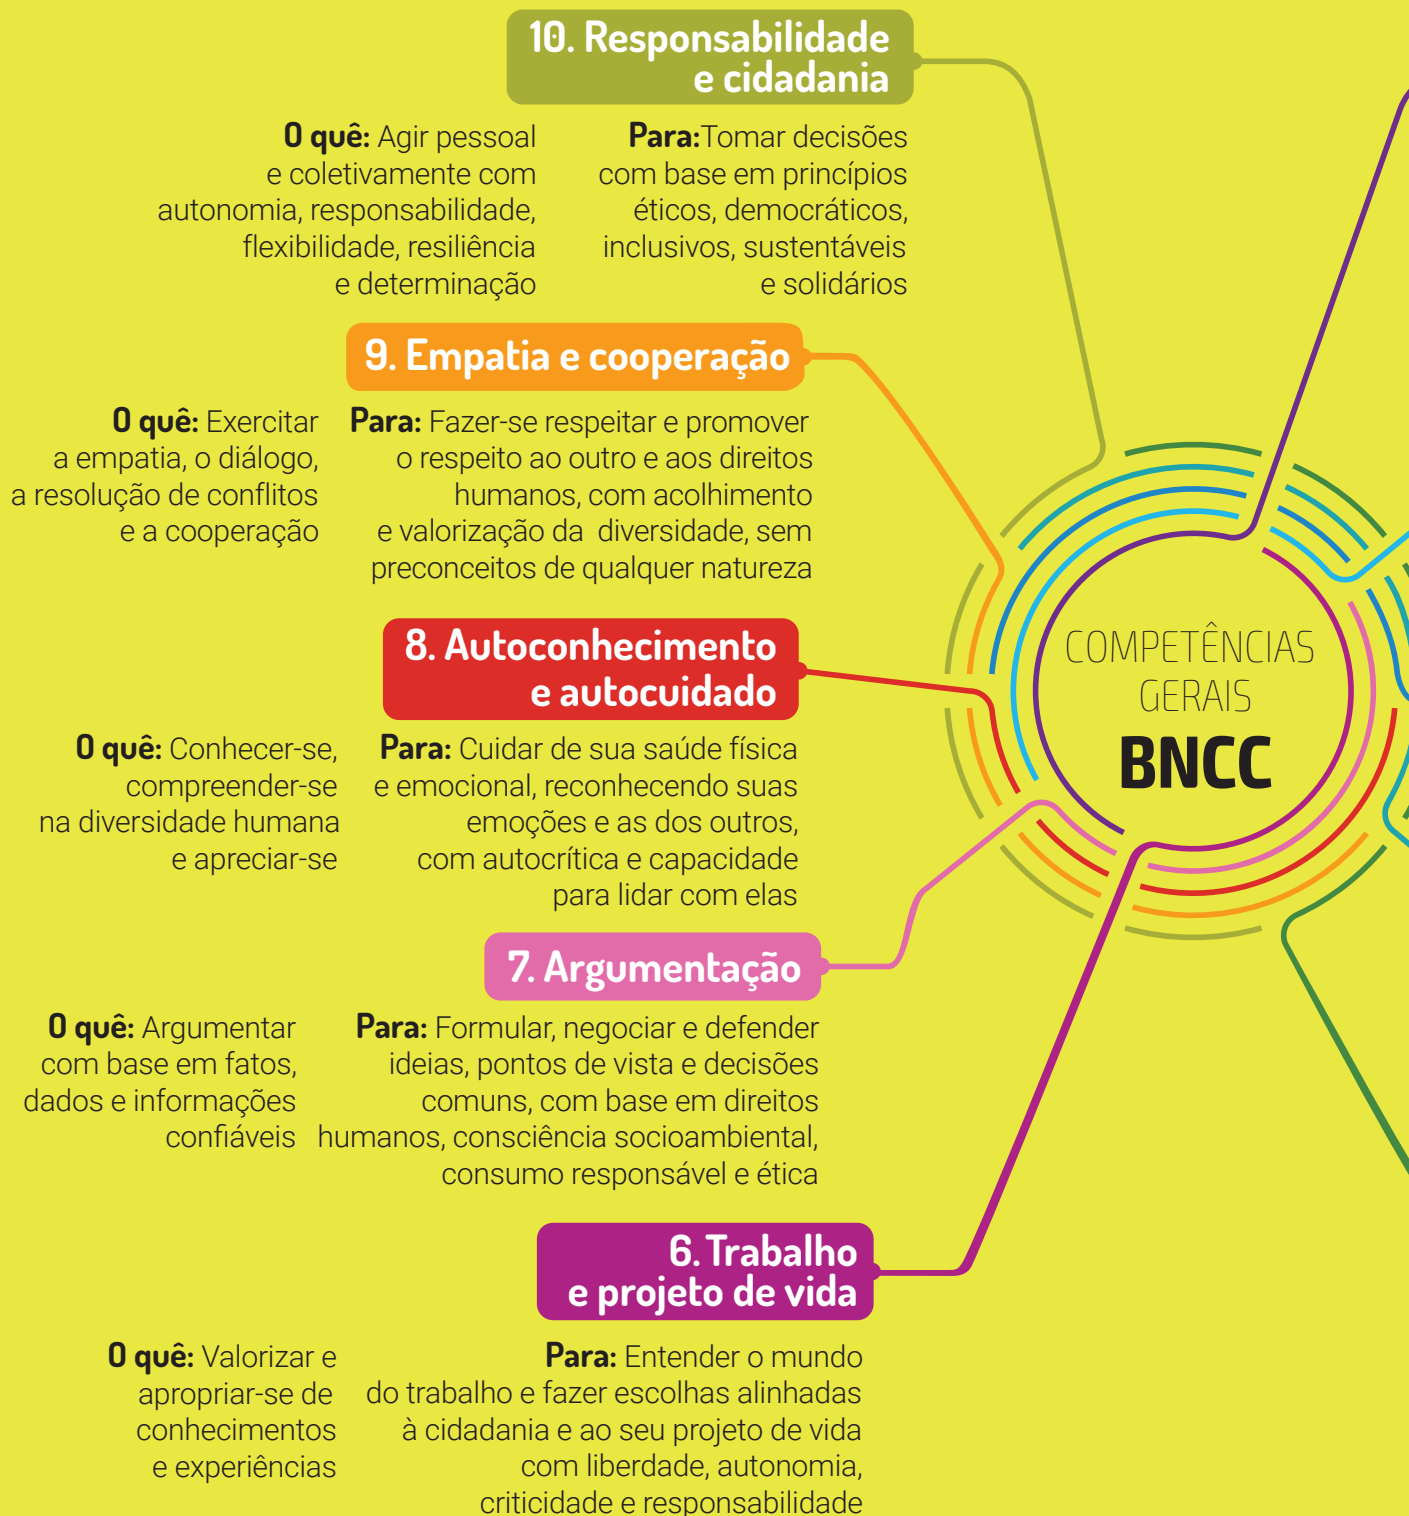 10. Responsabilidade
e cidadania
O quê: Agir pessoal
e coletivamente com
autonomia, responsabilidade,
flexibilidade, resiliência
e determinação
Para:Tomar decisões
com base em princípios
éticos, democráticos,
inclusivos, sustentáveis
e solidários
9. Empatia e cooperação
O quê: Exercitar
a empatia, o diálogo,
a resolução de conflitos
e a cooperação
Para: Fazer-se respeitar e promover
o respeito ao outro e aos direitos
humanos, com acolhimento
e valorização da diversidade, sem
preconceitos de qualquer natureza
8. Autoconhecimento
e autocuidado
O quê: Conhecer-se,
compreender-se
na diversidade humana
e apreciar-se
Para: Cuidar de sua saúde física
e emocional, reconhecendo suas
emoções e as dos outros,
com autocrítica e capacidade
para lidar com elas
7. Argumentação
O quê: Argumentar
com base em fatos,
dados e informações
confiáveis
Para: Formular, negociar e defender
ideias, pontos de vista e decisões
comuns, com base em direitos
humanos, consciência socioambiental,
consumo responsável e ética
6. Trabalho
e projeto de vida
O quê: Valorizar e
apropriar-se de
conhecimentos
e experiências
Para: Entender o mundo
do trabalho e fazer escolhas alinhadas
à cidadania e ao seu projeto de vida
com liberdade, autonomia,
criticidade e responsabilidade
COMPETÊNCIAS
GERAIS
BNCC